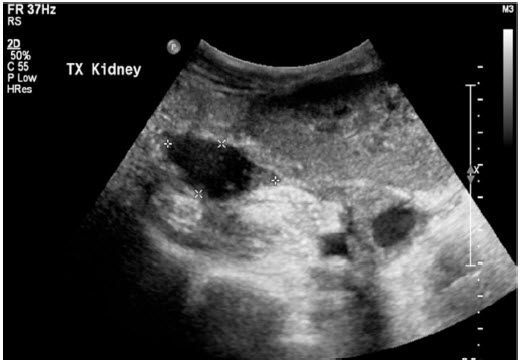 FR 37Hz
RS
2D
50%
C 55
P Low
HRes
TX Kidney
P
M3
X